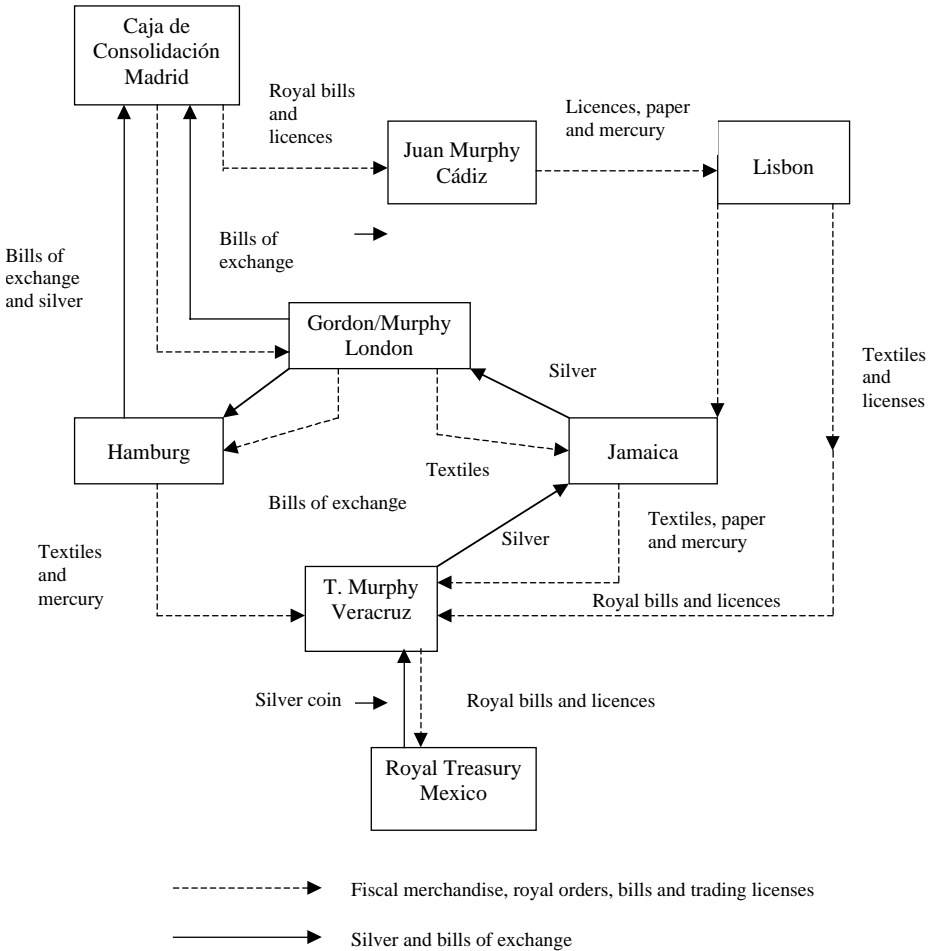 Caja de
Consolidación
Madrid
Royal bills
and
licences
Licences, paper
and mercury
Juan Murphy
Cádiz
Lisbon
Bills of
exchange
and silver
Bills of
exchange
Gordon/Murphy
London
Silver
Textiles
and
licenses
Hamburg
Textiles
Jamaica
Bills of exchange
Textiles
and
mercury
Silver
Textiles, paper
and mercury
T. Murphy
Veracruz
Royal bills and licences
Silver coin
Royal bills and licences
Royal Treasury
Mexico
Fiscal merchandise, royal orders, bills and trading licenses
Silver and bills of exchange